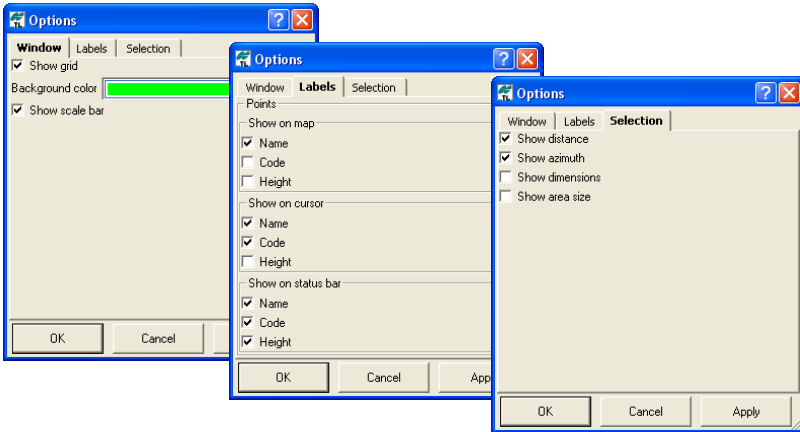 Options
Window Labels Selection
Show grid
Background color
Show scale bar
OK Cancel
Options
Window Labels Selection
Points
Show on map
Name
Code
Height
Show on cursor
Name
Code
Height
Show on status bar
Name
Code
Height
OK Cancel App
Options
Window Labels Selection
Show distance
Show azimuth
Show dimensions
Show area size
OK Cancel Apply